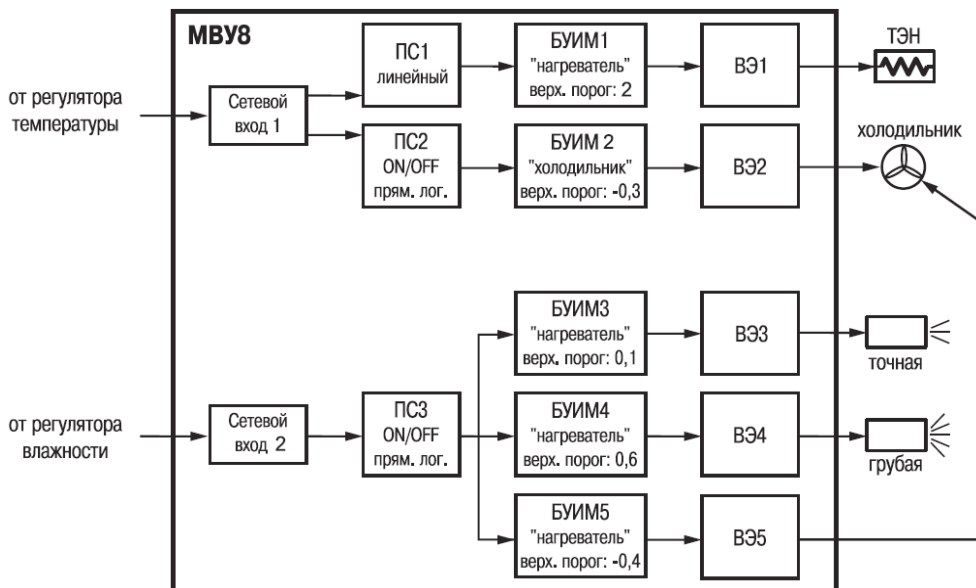 МВУ8
от регулятора
температуры
Сетевой
вход 1
ПС1
линейный
БУИМ1
"нагреватель"
верх. порог: 2
ВЭ1
ТЭН
ПС2
ON/OFF
прям. лог.
БУИМ 2
"холодильник"
верх. порог: -0,3
ВЭ2
холодильник
БУИМ3
"нагреватель"
верх. порог: 0,1
ВЭ3
точная
от регулятора
влажности
Сетевой
вход 2
ПС3
ON/OFF
прям. лог.
БУИМ4
"нагреватель"
верх. порог: 0,6
ВЭ4
грубая
БУИМ5
"нагреватель"
верх. порог: -0,4
ВЭ5